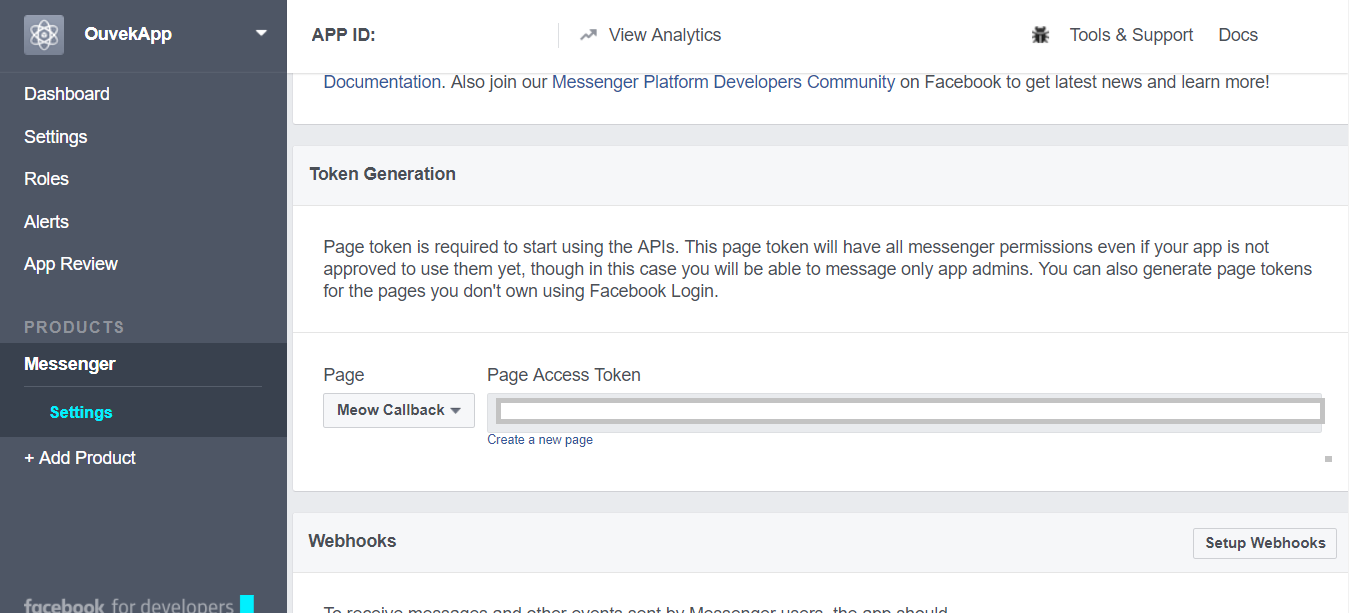 OuvekApp
APP ID:
View Analytics
Tools & Support
Docs
Dashboard
Settings
Roles
Alerts
App Review
PRODUCTS
Messenger
Settings
+ Add Product
facebook for developers
Documentation. Also join our Messenger Platform Developers Community on Facebook to get latest news and learn more!
Token Generation
Page token is required to start using the APIs. This page token will have all messenger permissions even if your app is not
approved to use them yet, though in this case you will be able to message only app admins. You can also generate page tokens
for the pages you don't own using Facebook Login.
Page
Page Access Token
Meow Callback
Create a new page
Webhooks
Setup Webhooks
To receive messages and other events sent by Messenger users, the app should